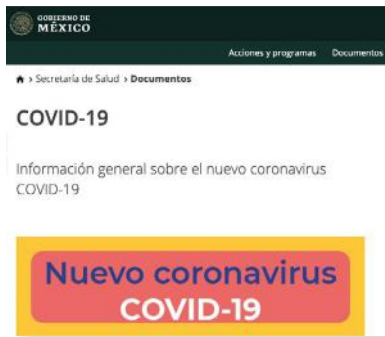 GOBIERNO DE
MÉXICO
Acciones y programas Documentos
> Secretaría de Salud > Documentos
COVID-19
Información general sobre el nuevo coronavirus
COVID-19
Nuevo coronavirus
COVID-19